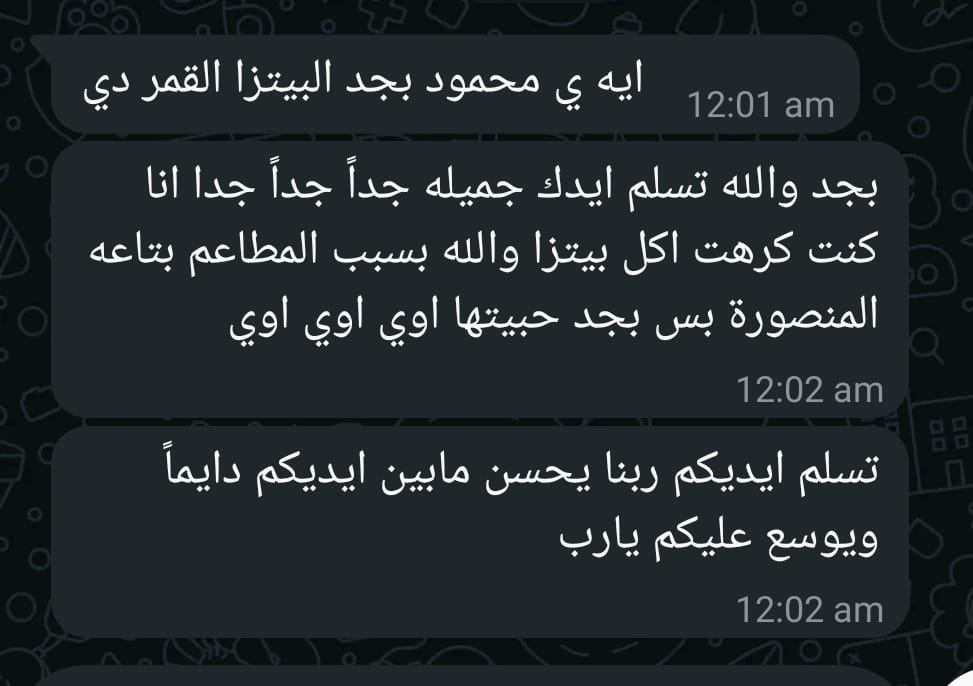 ايه ي محمود بجد البيتزا القمر دي
12:01 am
بجد والله تسلم ايدك جميله جداً جداً جدا انا
كنت كرهت اكل بيتزا والله بسبب المطاعم بتاعه
المنصورة بس بجد حبيتها اوي اوي اوي
12:02 am
تسلم ايديكم ربنا يحسن مابين ايديكم دايماً
ويوسع عليكم يارب
12:02 am